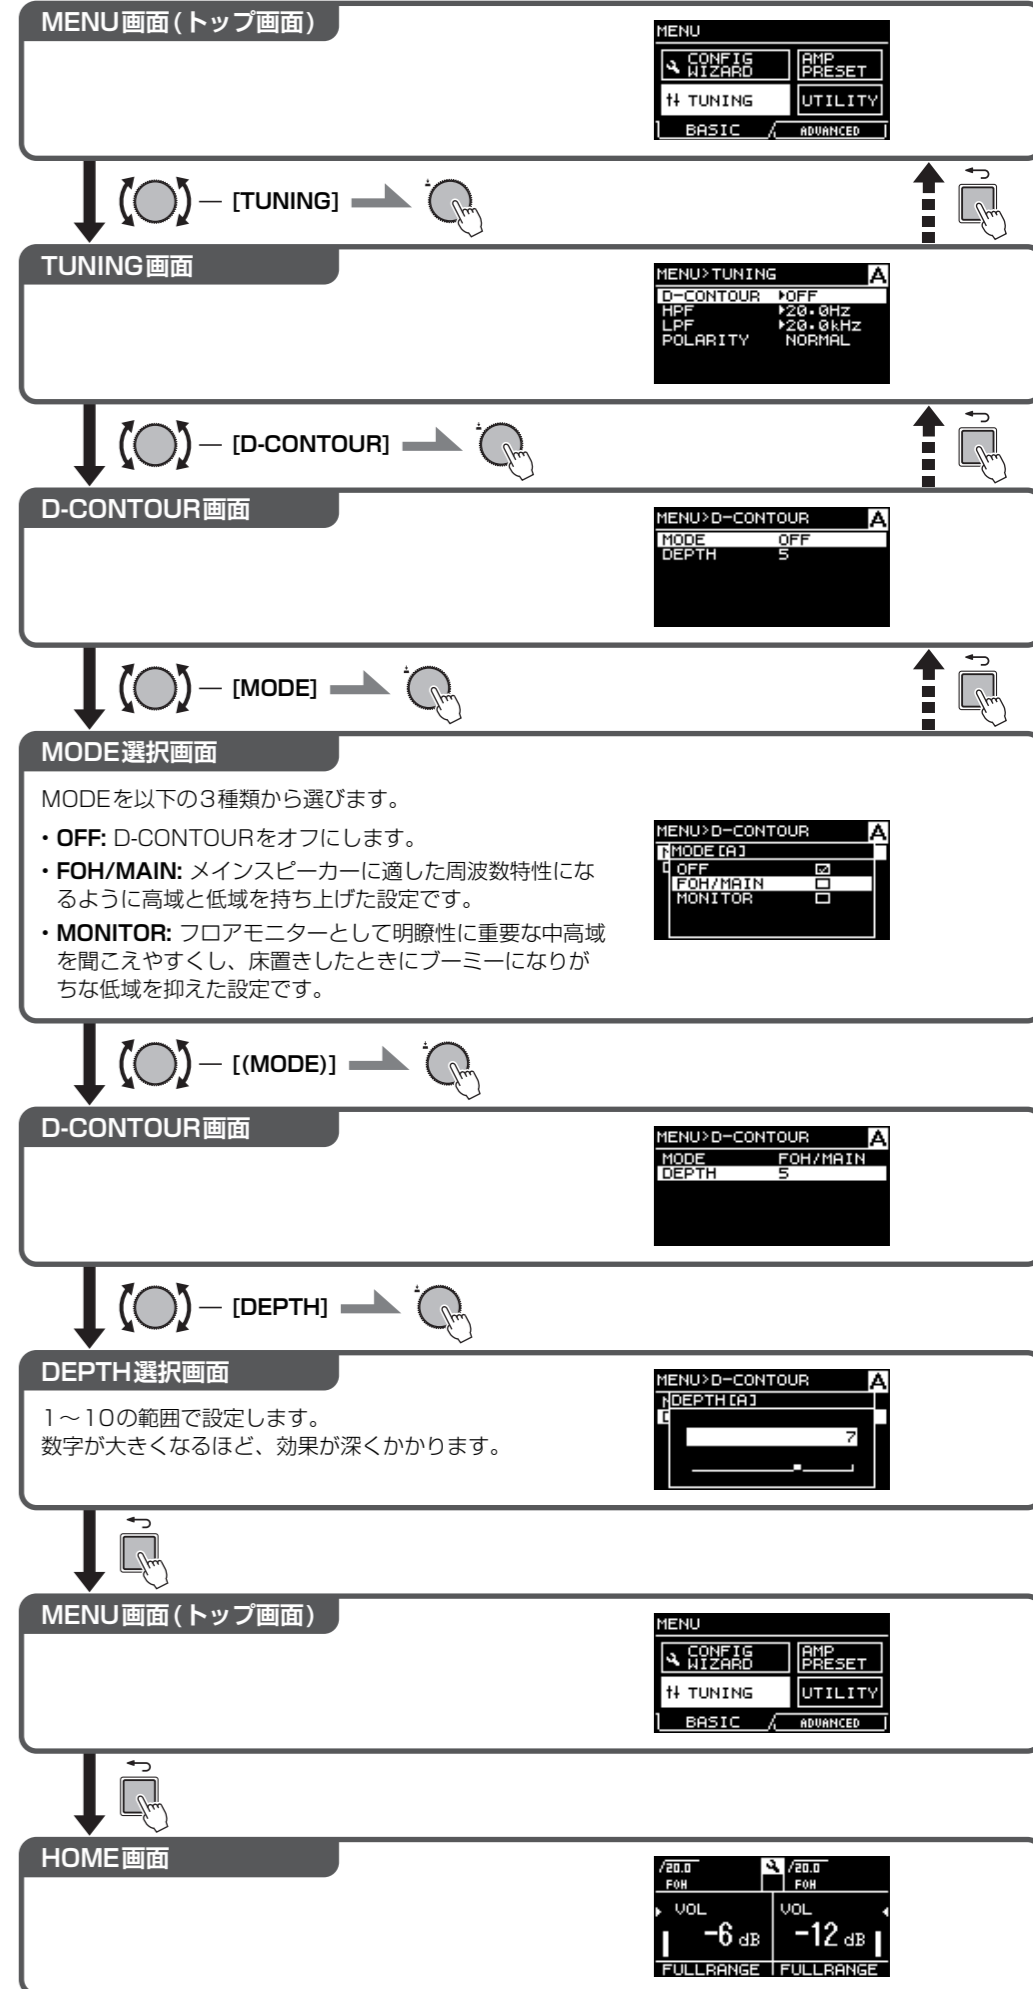 MENU画面(トップ画面)
MENU
CONFIG WIZARD
AMP PRESET
TUNING
UTILITY
BASIC
ADVANCED
[TUNING]
TUNING画面
MENU>TUNING A
D-CONTOUR OFF
HPF 20.0Hz
LPF 20.0kHz
POLARITY NORMAL
[D-CONTOUR]
D-CONTOUR画面
MENU>D-CONTOUR A
MODE OFF
DEPTH 5
[MODE]
MODE選択画面
MODEを以下の3種類から選びます。
・OFF: D-CONTOURをオフにします。
・FOH/MAIN: メインスピーカーに適した周波数特性にな
るように高域と低域を持ち上げた設定です。
・MONITOR: フロアモニターとして明瞭性に重要な中高域
を聞こえやすくし、床置きしたときにブーミーになりが
ちな低域を抑えた設定です。
MENU>D-CONTOUR A
MODE[A]
OFF
FOH/MAIN
MONITOR
[(MODE)]
D-CONTOUR画面
MENU>D-CONTOUR A
MODE FOH/MAIN
DEPTH 5
[DEPTH]
DEPTH選択画面
1〜10の範囲で設定します。
数字が大きくなるほど、効果が深くかかります。
MENU>D-CONTOUR A
DEPTH[A]
7
MENU画面(トップ画面)
MENU
CONFIG WIZARD
AMP PRESET
TUNING
UTILITY
BASIC
ADVANCED
HOME画面
/20.0 /20.0
FOH FOH
VOL VOL
-6 dB -12 dB
FULLRANGE FULLRANGE